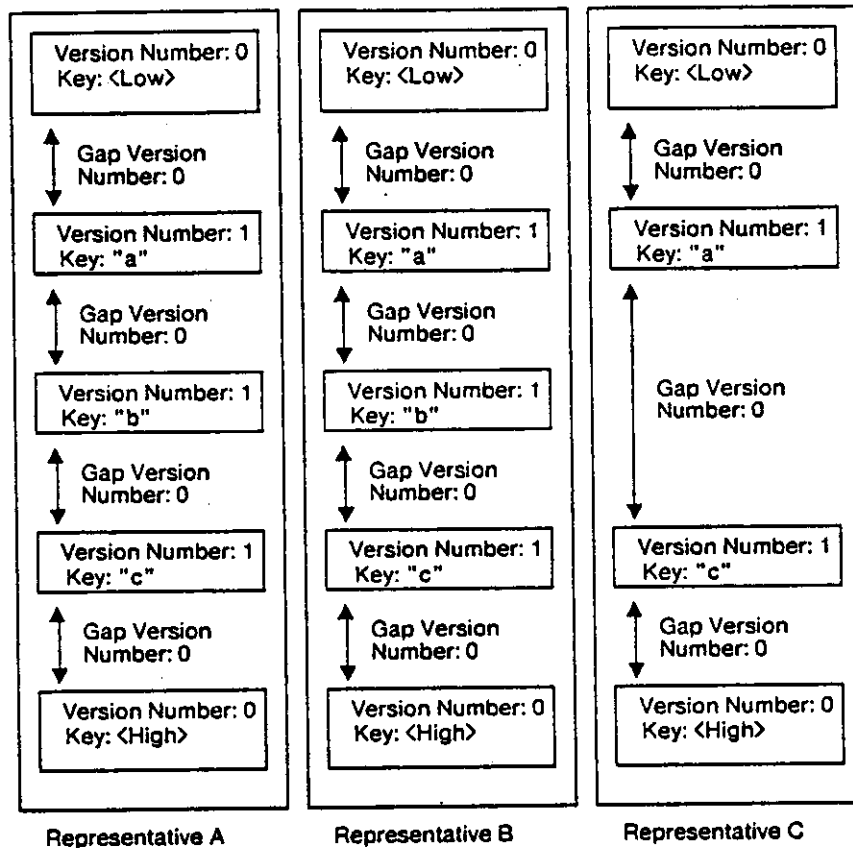 Version Number: 0
Key: <Low>
Gap Version
Number: 0
Version Number: 1
Key: "a"
Gap Version
Number: 0
Version Number: 1
Key: "b"
Gap Version
Number: 0
Version Number: 1
Key: "c"
Gap Version
Number: 0
Version Number: 0
Key: <High>
Representative A
Version Number: 0
Key: <Low>
Gap Version
Number: 0
Version Number: 1
Key: "a"
Gap Version
Number: 0
Version Number: 1
Key: "b"
Gap Version
Number: 0
Version Number: 1
Key: "c"
Gap Version
Number: 0
Version Number: 0
Key: <High>
Representative B
Version Number: 0
Key: <Low>
Gap Version
Number: 0
Version Number: 1
Key: "a"
Gap Version
Number: 0
Version Number: 1
Key: "c"
Gap Version
Number: 0
Version Number: 0
Key: <High>
Representative C